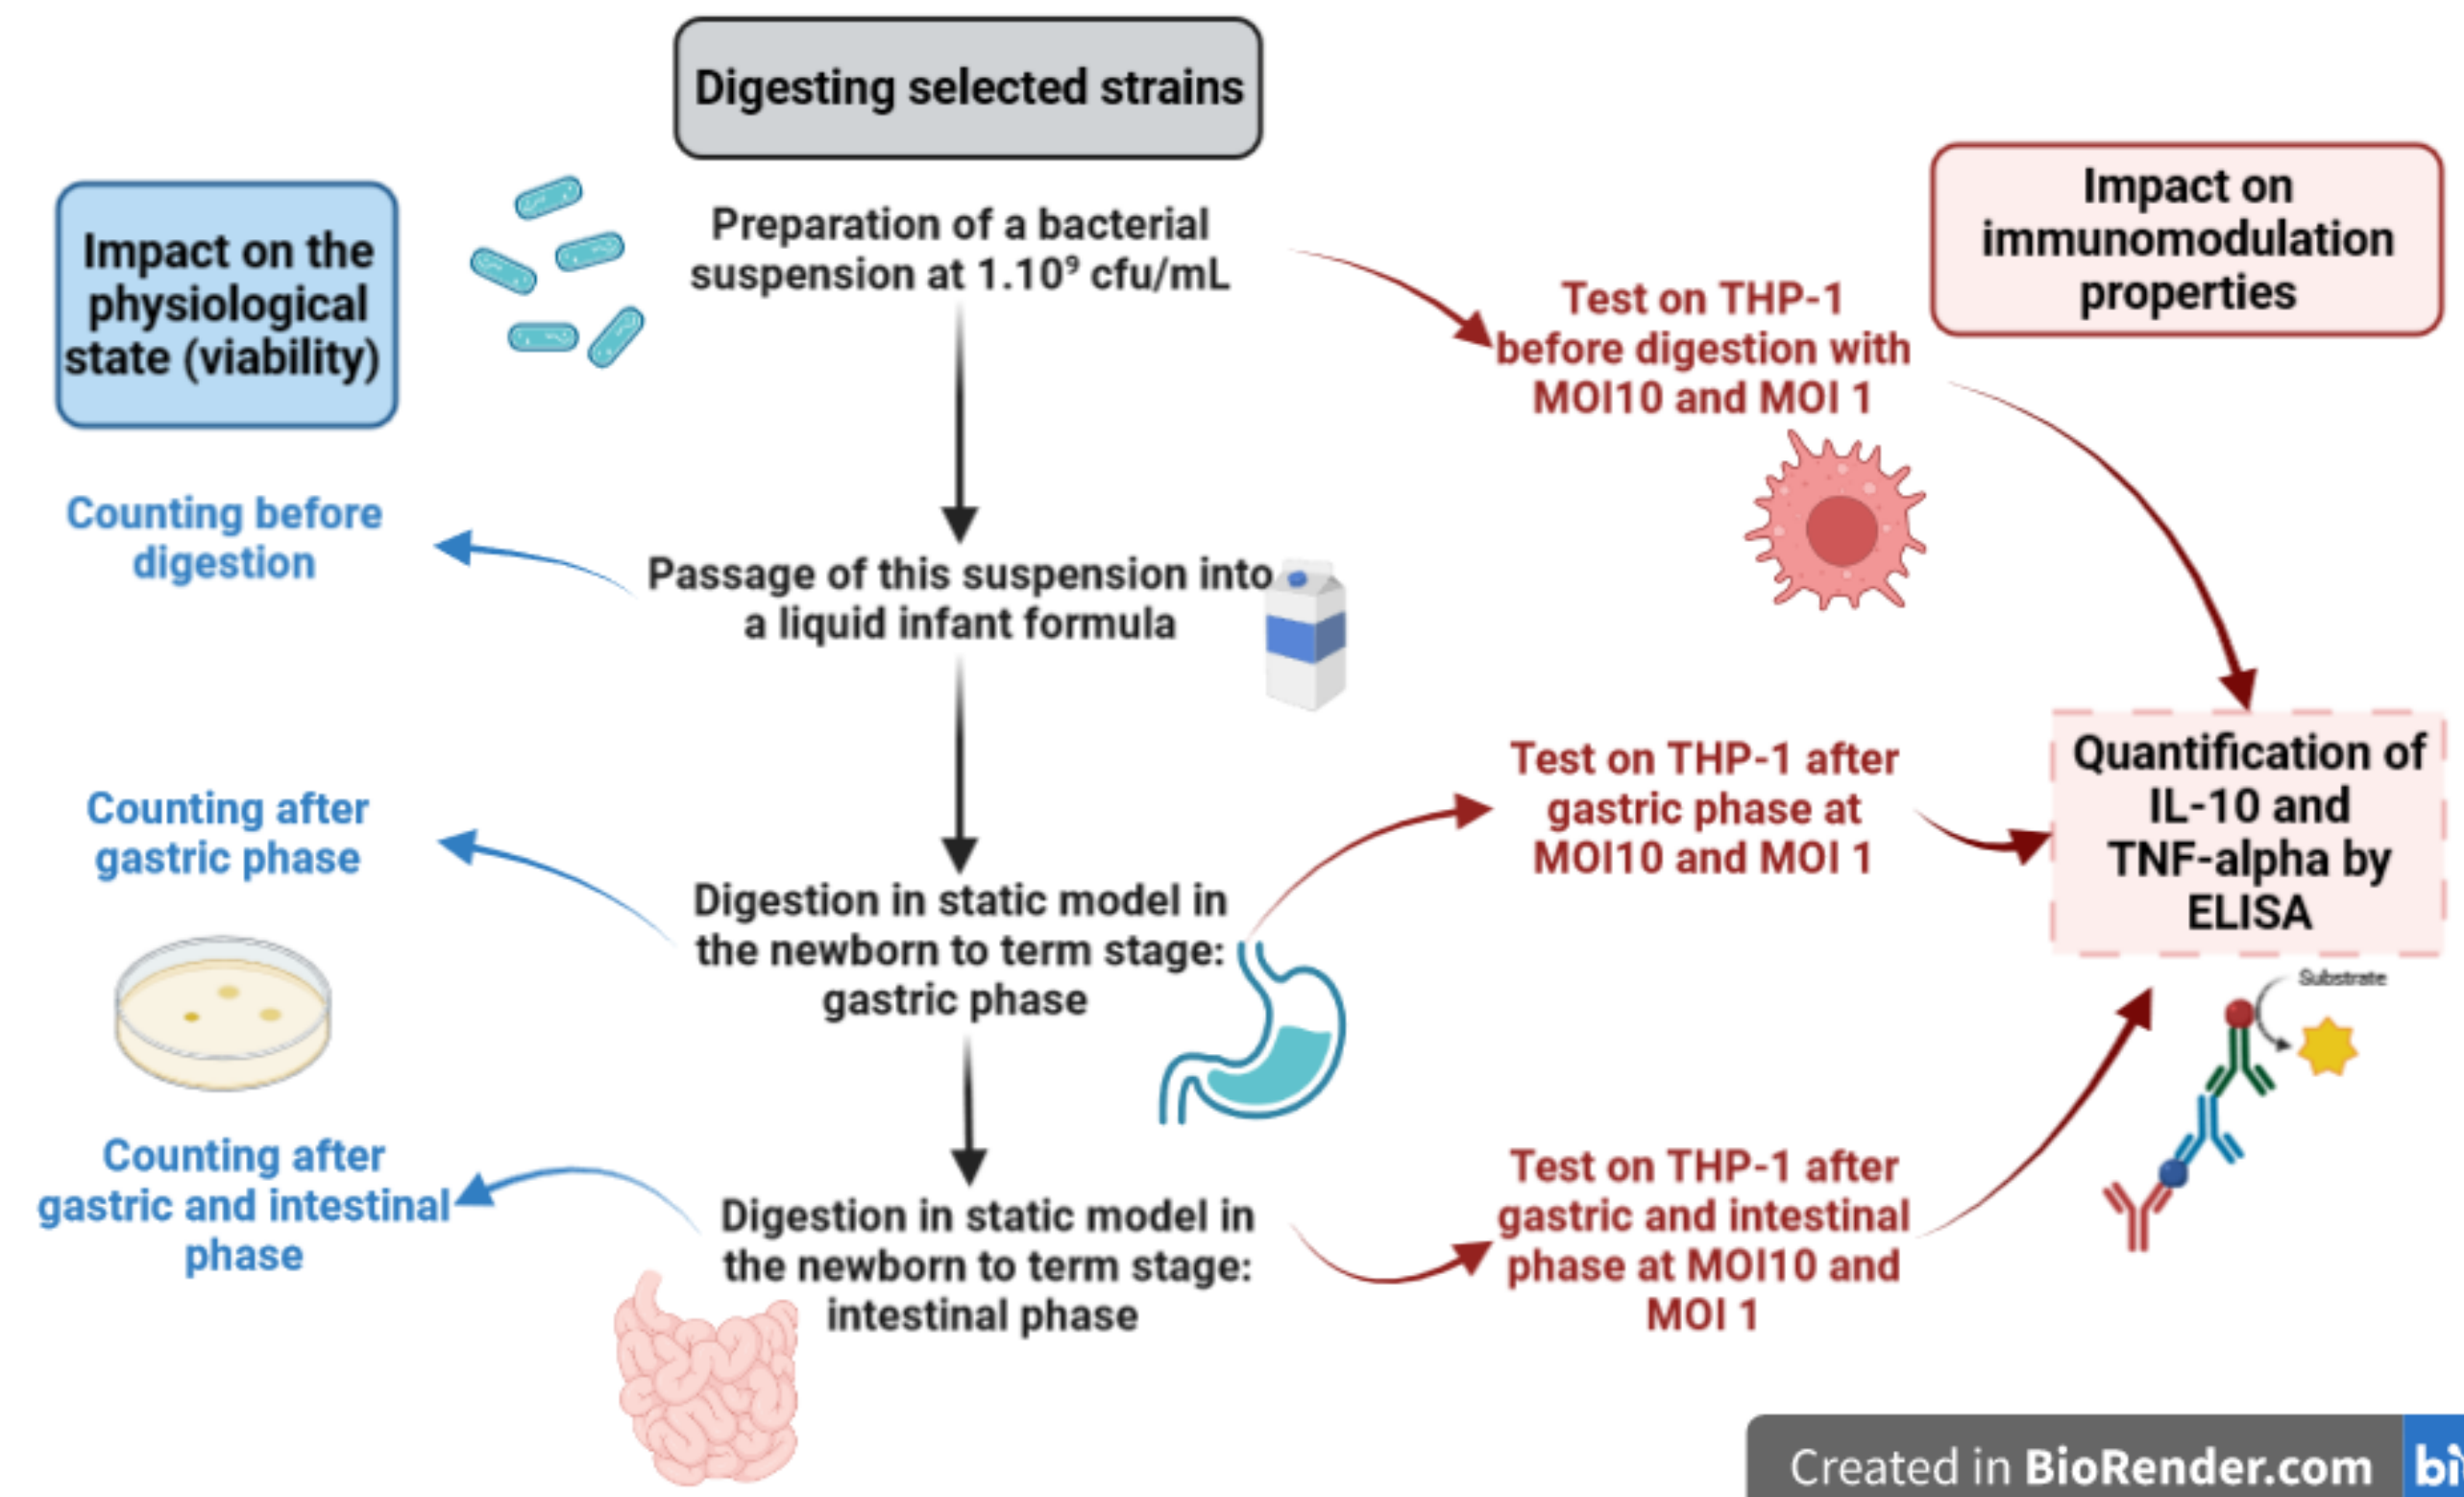 Digesting selected strains
Impact on the
physiological
state (viability)
Preparation of a bacterial
suspension at 1.10⁹ cfu/mL
Impact on
immunomodulation
properties
Test on THP-1
before digestion with
MOI10 and MOI 1
Counting before
digestion
Passage of this suspension into
a liquid infant formula
Counting after
gastric phase
Test on THP-1 after
gastric phase at
MOI10 and MOI 1
Quantification of
IL-10 and
TNF-alpha by
ELISA
Digestion in static model in
the newborn to term stage:
gastric phase
Substrate
Counting after
gastric and intestinal
phase
Digestion in static model in
the newborn to term stage:
intestinal phase
Test on THP-1 after
gastric and intestinal
phase at MOI10 and
MOI 1
Created in BioRender.com